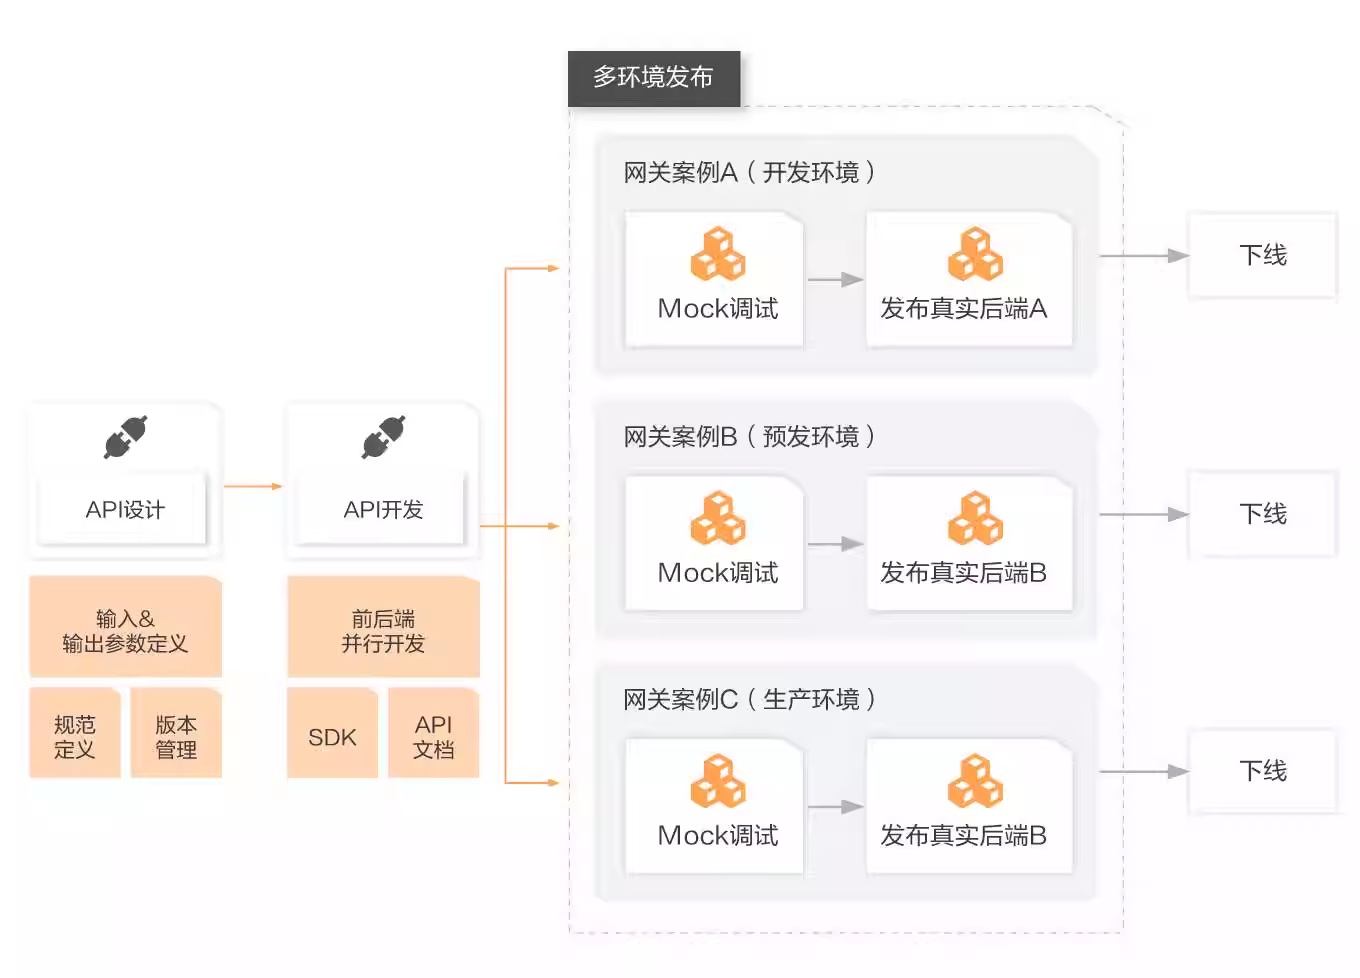 多环境发布
网关案例A（开发环境）
Mock调试
发布真实后端A
下线
网关案例B（预发环境）
Mock调试
发布真实后端B
下线
网关案例C（生产环境）
Mock调试
发布真实后端B
下线
API设计
输入&
输出参数定义
规范
定义
版本
管理
API开发
前后端
并行开发
SDK
API
文档